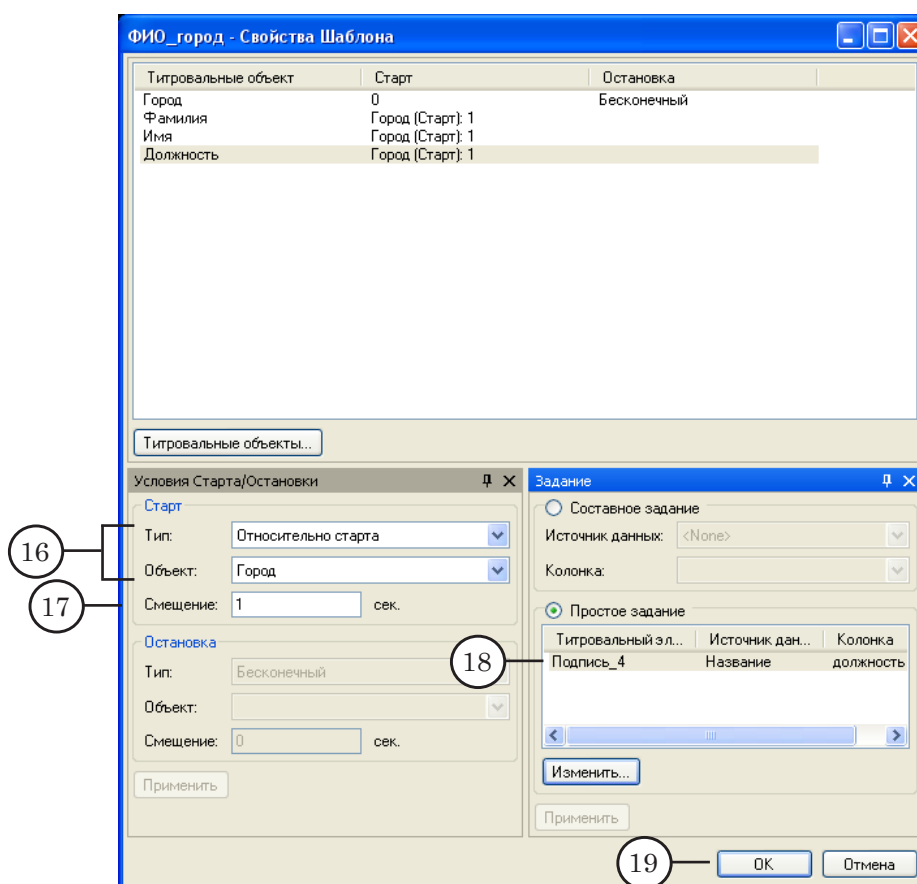 ФИО_город - Свойства Шаблона
Титровальные объект Старт Остановка
Город 0 Бесконечный
Фамилия Город (Старт): 1
Имя Город (Старт): 1
Должность Город (Старт): 1
Титровальные объекты...
Условия Старта/Остановки
Старт
16
Тип: Относительно старта
Объект: Город
17
Смещение: 1 сек.
Остановка
Тип: Бесконечный
Объект:
Смещение: 0 сек.
Применить
Задание
Составное задание
Источник данных: <None>
Колонка:
Простое задание
Титровальный эл... Источник дан... Колонка
18
Подпись_4 Название должность
Изменить...
Применить
19
OK Отмена